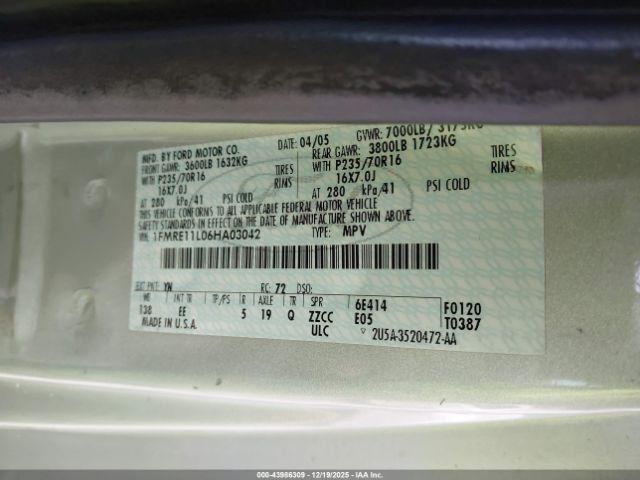 MFD. BY FORD MOTOR CO. DATE: 04/05 GVWR: 7000LB/ 3175KG
FRONT GAWR: 3600LB 1632KG REAR GAWR: 3800LB 1723KG
WITH P235/70R16 TIRES WITH P235/70R16 TIRES
16X7.0J RIMS 16X7.0J RIMS
AT 280 kPa/41 PSI COLD AT 280 kPa/41 PSI COLD
THIS VEHICLE CONFORMS TO ALL APPLICABLE FEDERAL MOTOR VEHICLE
SAFETY STANDARDS IN EFFECT ON THE DATE OF MANUFACTURE SHOWN ABOVE.
VIN: 1FMRE11L06HA03042 TYPE: MPV
EXT PNT: YN RC: 72 DSO:
WB INT TR TP/PS R AXLE TR SPR 6E414 F0120
138 EE 5 19 Q ZZCC E05 T0387
MADE IN U.S.A. ULC 2U5A-3520472-AA
000-43986309 - 12/19/2025 - IAAI.COM